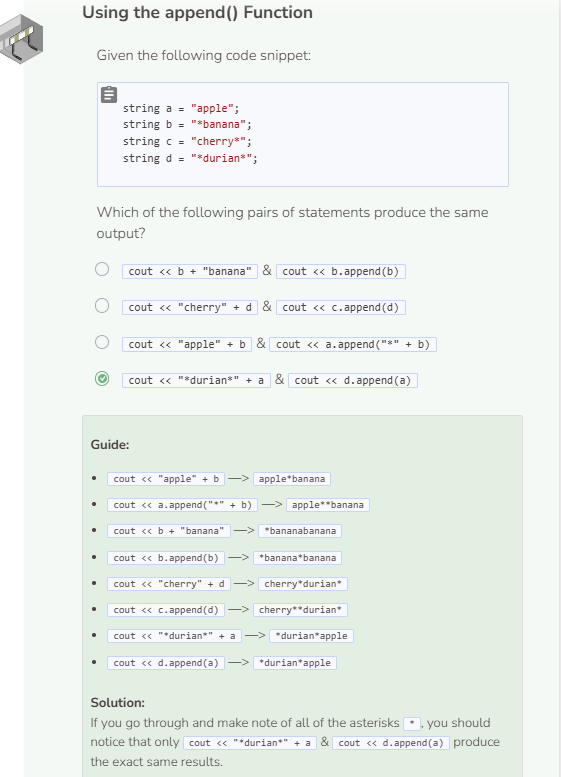 Using the append() Function
Given the following code snippet:
string a = "apple";
string b = "*banana";
string c = "cherry*";
string d = "*durian*";
Which of the following pairs of statements produce the same
output?
cout << b + "banana" & cout << b.append(b)
cout << "cherry" + d & cout << c.append(d)
cout << "apple" + b & cout << a.append("*" + b)
cout << "*durian*" + a & cout << d.append(a)
Guide:
• cout << "apple" + b —> apple*banana
• cout << a.append("*" + b) —> apple**banana
• cout << b + "banana" —> *bananabanana
• cout << b.append(b) —> *banana*banana
• cout << "cherry" + d —> cherry*durian*
• cout << c.append(d) —> cherry**durian*
• cout << "*durian*" + a —> *durian*apple
• cout << d.append(a) —> *durian*apple
Solution:
If you go through and make note of all of the asterisks * , you should
notice that only cout << "*durian*" + a & cout << d.append(a) produce
the exact same results.